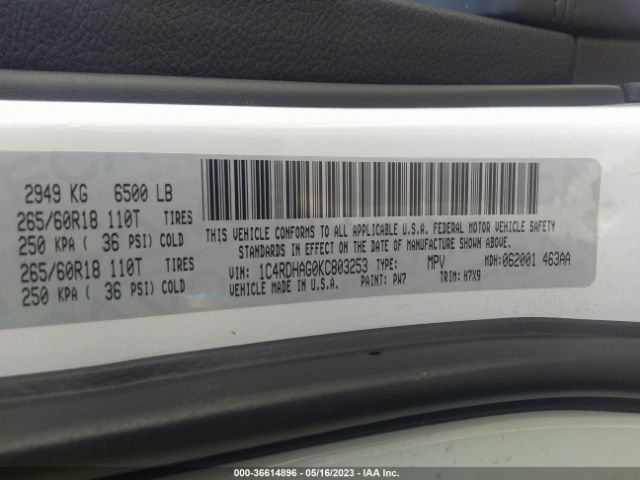 2949 KG 6500 LB
265/60R18 110T TIRES
250 KPA ( 36 PSI) COLD
265/60R18 110T TIRES
250 KPA ( 36 PSI) COLD
THIS VEHICLE CONFORMS TO ALL APPLICABLE U.S.A. FEDERAL MOTOR VEHICLE SAFETY
STANDARDS IN EFFECT ON THE DATE OF MANUFACTURE SHOWN ABOVE.
VIN: 1C4RDHAG0KC803253 TYPE: MPV MDH: 062001 463AA
VEHICLE MADE IN U.S.A. PAINT: PW7 TRIM: H7X9
000-36614896 - 05/16/2023 - IAA Inc.